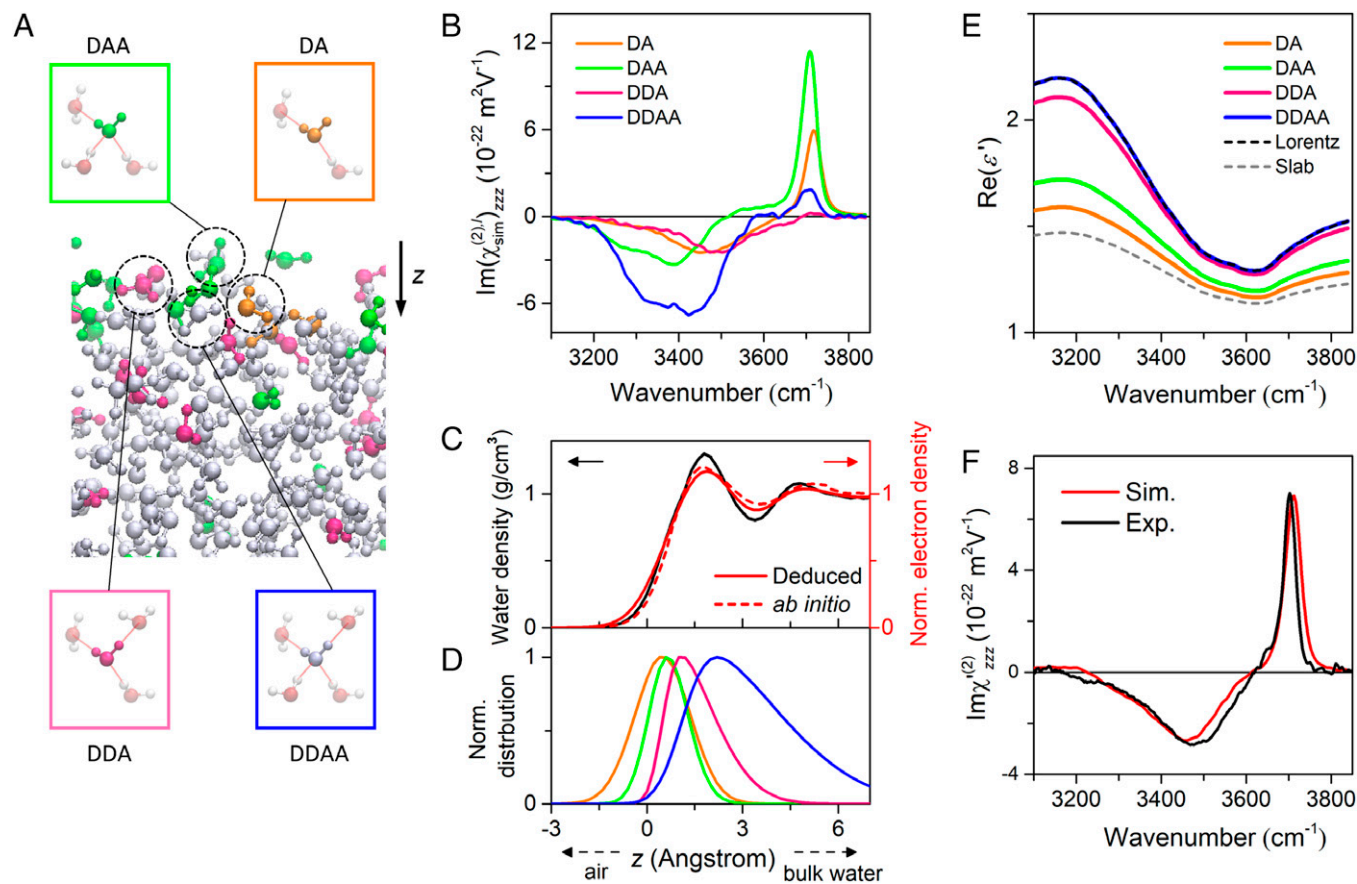 A
DAA
DA
z
DDA
DDAA
B
DA
DAA
DDA
DDAA
12
6
0
-6
Im(χ(2),l sim)zzz (10-22 m2V-1)
3200 3400 3600 3800
Wavenumber (cm-1)
C
Water density (g/cm3)
1
0
Norm. electron density
1
0
Deduced
ab initio
D
Norm.
distrbution
1
0
-3 0 3 6
z (Angstrom)
air
bulk water
E
DA
DAA
DDA
DDAA
Lorentz
Slab
Re(ε')
2
1
3200 3400 3600 3800
Wavenumber (cm-1)
F
Sim.
Exp.
8
4
0
-4
Imχ'(2)zzz (10-22 m2V-1)
3200 3400 3600 3800
Wavenumber (cm-1)